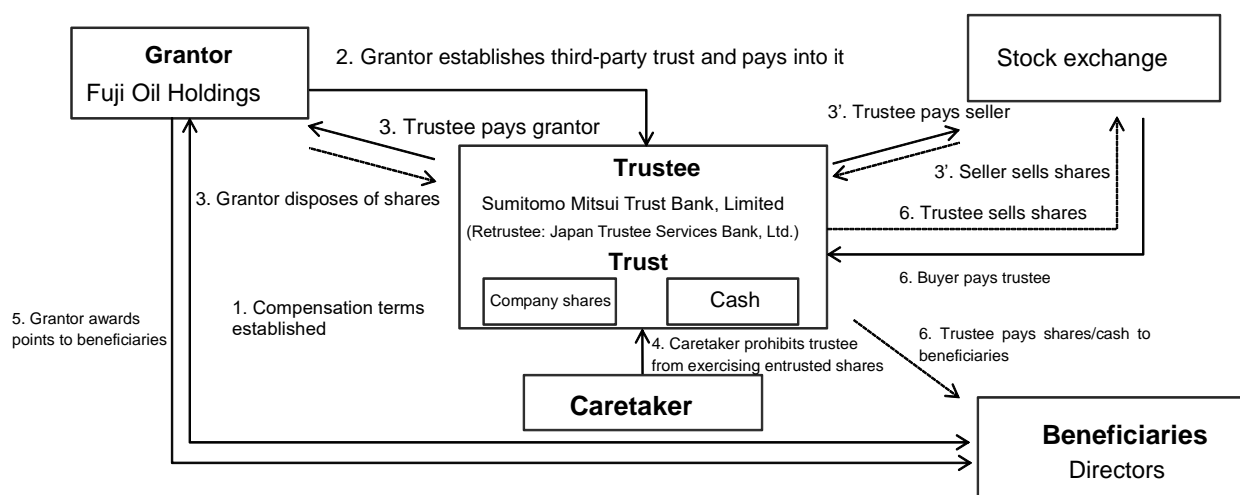 Grantor
Fuji Oil Holdings
2. Grantor establishes third-party trust and pays into it
Stock exchange
3. Trustee pays grantor
3'. Trustee pays seller
3. Grantor disposes of shares
Trustee
Sumitomo Mitsui Trust Bank, Limited
(Retrustee: Japan Trustee Services Bank, Ltd.)
Trust
Company shares
Cash
3'. Seller sells shares
6. Trustee sells shares
6. Buyer pays trustee
5. Grantor awards
points to beneficiaries
1. Compensation terms
established
4. Caretaker prohibits trustee
from exercising entrusted shares
6. Trustee pays shares/cash to
beneficiaries
Caretaker
Beneficiaries
Directors